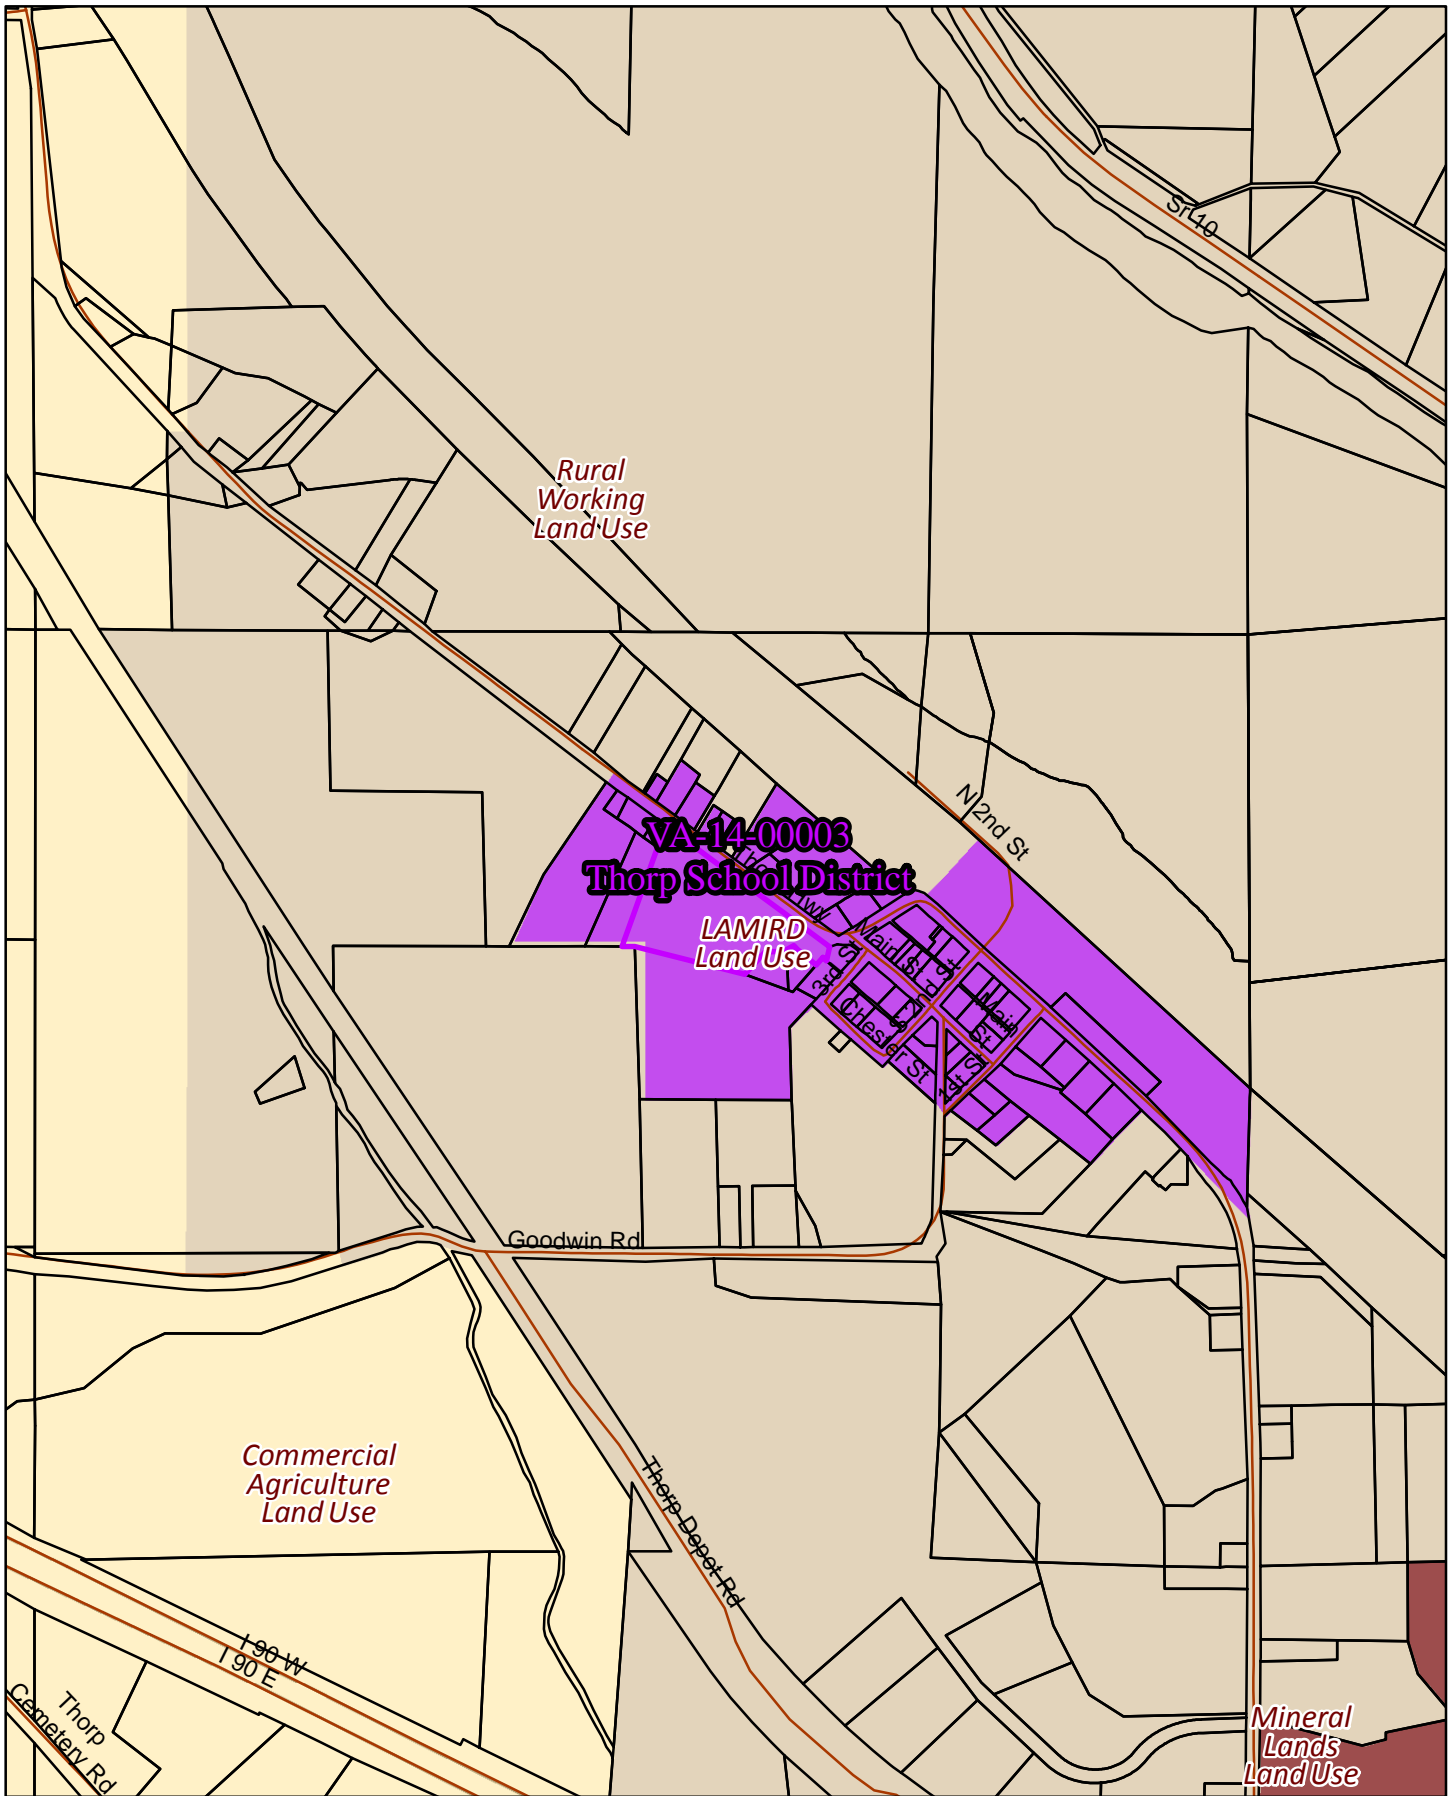 Sr 10
Rural
Working
Land Use
N 2nd St
VA-14-00003
Thorp School District
Thorp Hwy
LAMIRD
Land Use
Main St
3rd St
S 2nd St
Main St
Chester St
1st St
Goodwin Rd
Commercial
Agriculture
Land Use
Thorp Depot Rd
I 90 W
I 90 E
Thorp
Cemetery Rd
Mineral
Lands
Land Use